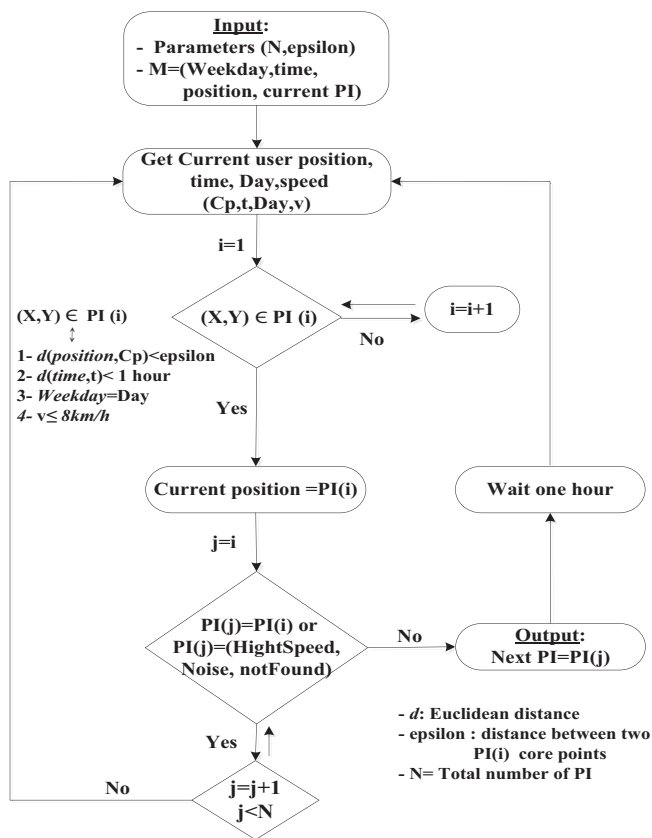 Input:
- Parameters (N,epsilon)
- M=(Weekday,time,
position, current PI)
Get Current user position,
time, Day,speed
(Cp,t,Day,v)
i=1
(X,Y) ∈ PI (i)
↕
1- d(position,Cp)<epsilon
2- d(time,t)< 1 hour
3- Weekday=Day
4- v≤ 8km/h
(X,Y) ∈ PI (i)
i=i+1
No
Yes
Current position =PI(i)
Wait one hour
j=i
PI(j)=PI(i) or
PI(j)=(HightSpeed,
Noise, notFound)
No
Output:
Next PI=PI(j)
Yes
- d: Euclidean distance
- epsilon : distance between two
PI(i) core points
- N= Total number of PI
No
j=j+1
j<N